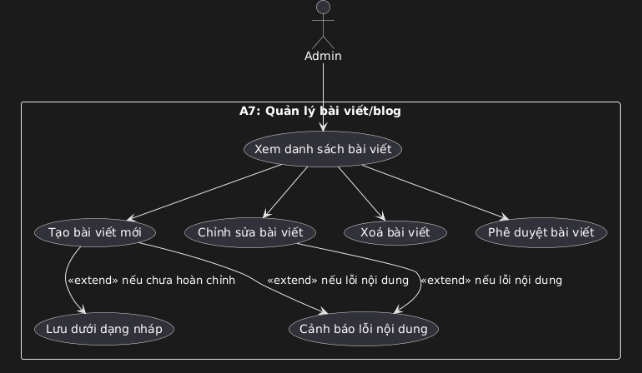 Admin
A7: Quản lý bài viết/blog
Xem danh sách bài viết
Tạo bài viết mới
Chỉnh sửa bài viết
Xoá bài viết
Phê duyệt bài viết
«extend» nếu chưa hoàn chỉnh
«extend» nếu lỗi nội dung
«extend» nếu lỗi nội dung
Lưu dưới dạng nháp
Cảnh báo lỗi nội dung